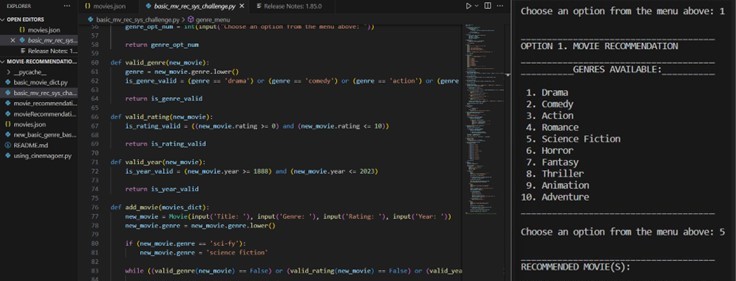 EXPLORER
OPEN EDITORS
movies.json
basic_mv_rec_sys_...
Release Notes: 1...
MOVIE-RECOMMENDATIO...
__pycache__
basic_movie_dict.py
basic_mv_rec_sys_cha...
movie_recommendati...
movieRecommendati...
movies.json
new_basic_genre_bas...
README.md
using_cinemagoer.py
movies.json
basic_mv_rec_sys_challenge.py
Release Notes: 1.85.0
basic_mv_rec_sys_challenge.py > genre_menu
56 genre_opt_num = int(input('Choose an option from the menu above: '))
57
58 return genre_opt_num
59
60 def valid_genre(new_movie):
61 genre = new_movie.genre.lower()
62 is_genre_valid = (genre == 'drama') or (genre == 'comedy') or (genre == 'action') or (genre
63
64 return is_genre_valid
65
66 def valid_rating(new_movie):
67 is_rating_valid = ((new_movie.rating >= 0) and (new_movie.rating <= 10))
68
69 return is_rating_valid
70
71 def valid_year(new_movie):
72 is_year_valid = (new_movie.year >= 1888) and (new_movie.year <= 2023)
73
74 return is_year_valid
75
76 def add_movie(movies_dict):
77 new_movie = Movie(input('Title: '), input('Genre: '), input('Rating: '), input('Year: '))
78 new_movie.genre = new_movie.genre.lower()
79
80 if (new_movie.genre == 'sci-fy'):
81 new_movie.genre = 'science fiction'
82
83 while ((valid_genre(new_movie) == False) or (valid_rating(new_movie) == False) or (valid_yea
Choose an option from the menu above: 1
OPTION 1. MOVIE RECOMMENDATION
GENRES AVAILABLE:
1. Drama
2. Comedy
3. Action
4. Romance
5. Science Fiction
6. Horror
7. Fantasy
8. Thriller
9. Animation
10. Adventure
Choose an option from the menu above: 5
RECOMMENDED MOVIE(S):